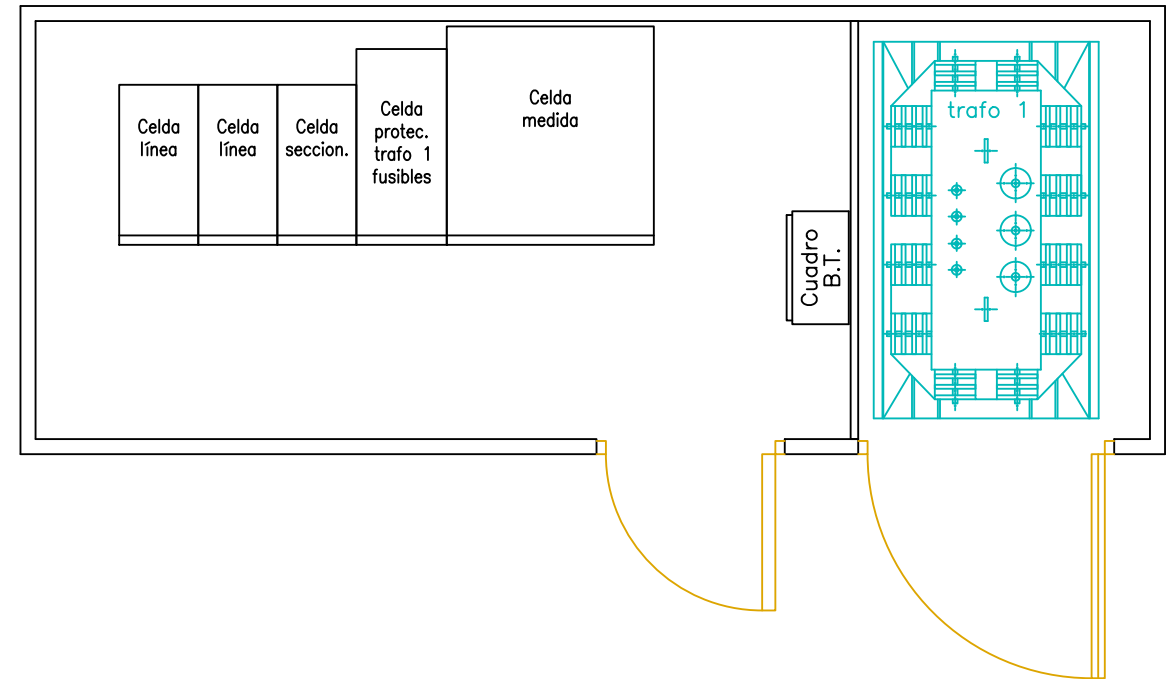 Celda
línea
Celda
línea
Celda
seccion.
Celda
protec.
trafo 1
fusibles
Celda
medida
Cuadro
B.T.
trafo 1